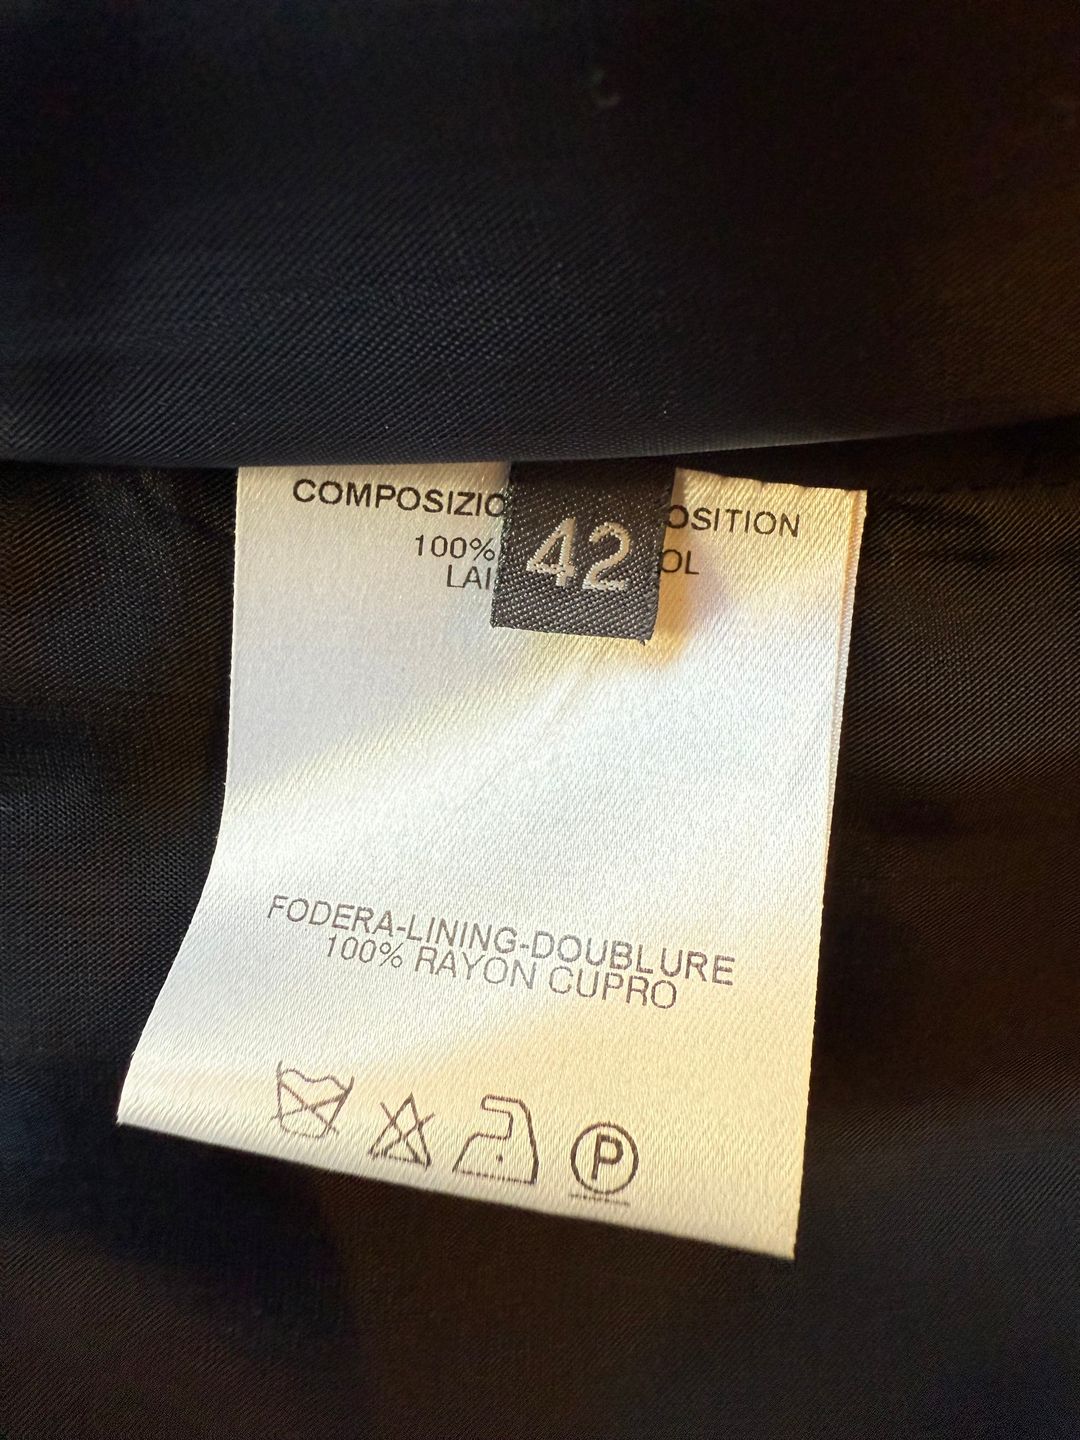 COMPOSIZIO OSITION
42
100% OL
LAI
FODERA-LINING-DOUBLURE
100% RAYON CUPRO
P